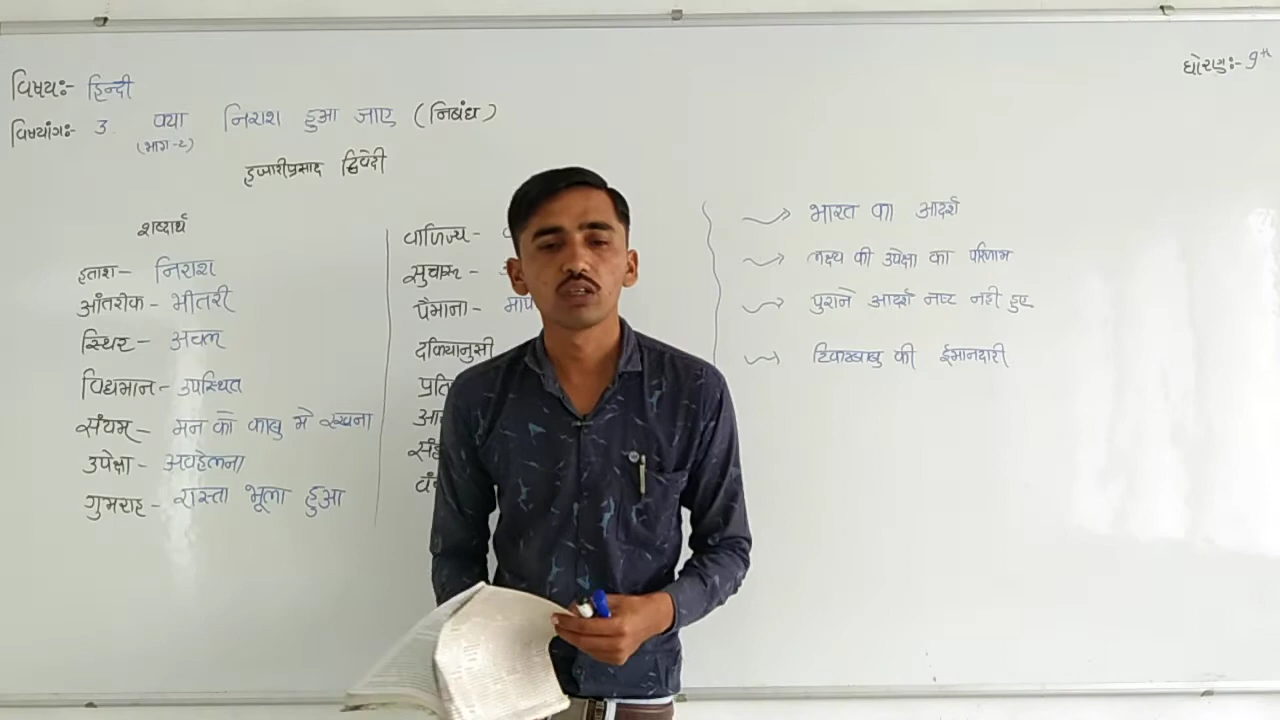 धोरण:- 9th
विषय:- हिन्दी
विषयांग:- 3. क्या निराश हुआ जाए (निबंध)
(भाग-2)
हजारीप्रसाद द्विवेदी
शब्दार्थ
हताश - निराश
आंतरीक - भीतरी
स्थिर - अचल
विद्यमान - उपस्थित
संयम - मन को काबु मे रखना
उपेक्षा - अवहेलना
गुमराह - रास्ता भूला हुआ
वाणिज्य -
सुचारू -
पैमाना -
दकियानुसी
भारत का आदर्श
लक्ष्य की उपेक्षा का परिणाम
पुराने आदर्श नष्ट नही हुए
टिकटबाबु की ईमानदारी